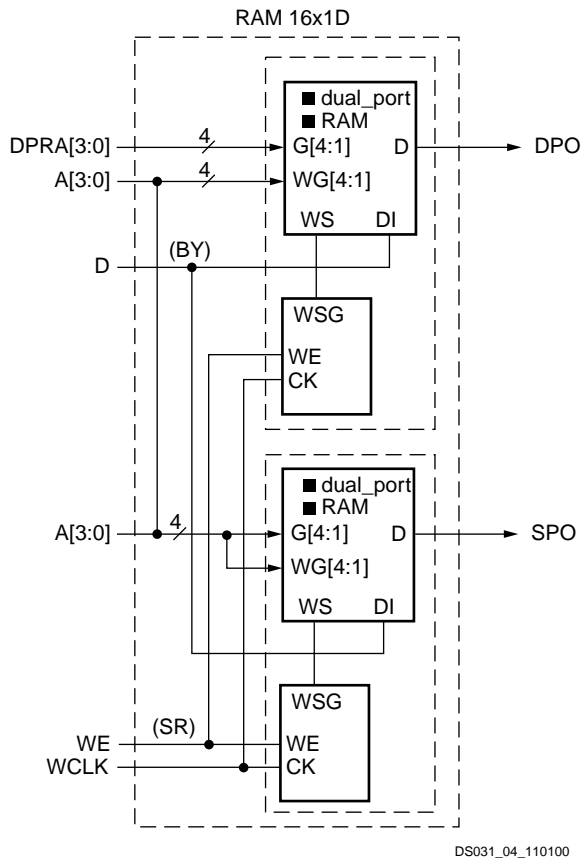 RAM 16x1D
■ dual_port
■ RAM
DPRA[3:0] 4 G[4:1] D DPO
A[3:0] 4 WG[4:1]
WS DI
D (BY)
WSG
WE
CK
■ dual_port
■ RAM
A[3:0] 4 G[4:1] D SPO
WG[4:1]
WS DI
WSG
WE (SR) WE
WCLK CK
DS031_04_110100